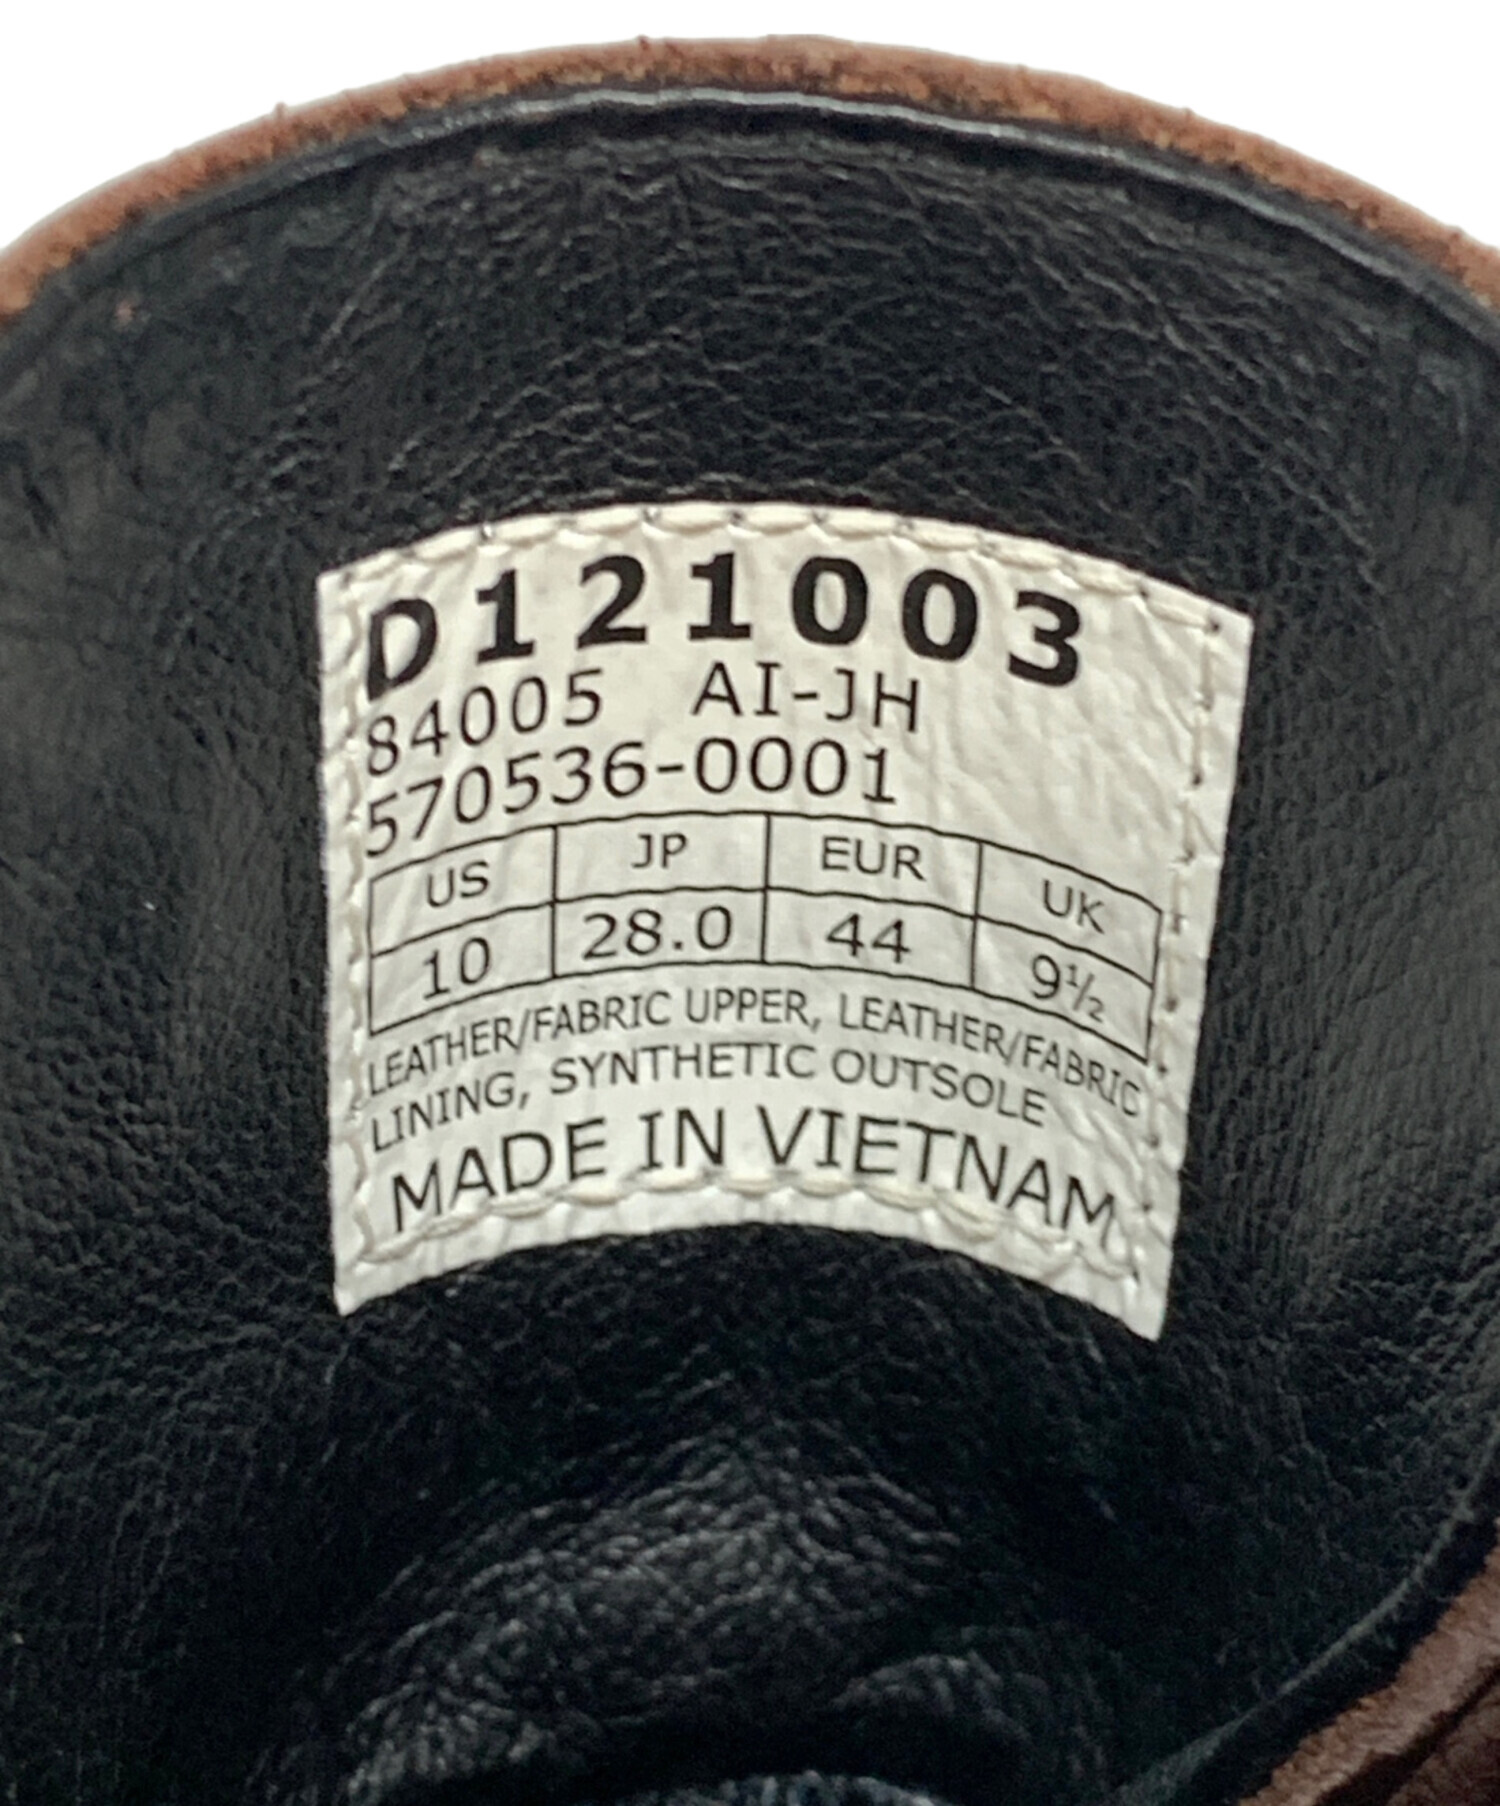 D121003
84005 AI-JH
570536-0001
US JP EUR UK
10 28.0 44 9½
LEATHER/FABRIC UPPER, LEATHER/FABRIC
LINING, SYNTHETIC OUTSOLE
MADE IN VIETNAM